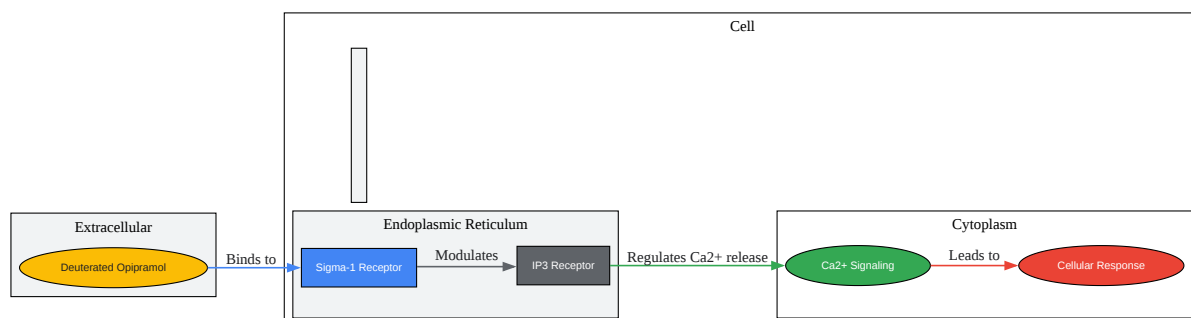 Cell
Extracellular
Endoplasmic Reticulum
Cytoplasm
Deuterated Opipramol
Binds to
Sigma-1 Receptor
Modulates
IP3 Receptor
Regulates Ca2+ release
Ca2+ Signaling
Leads to
Cellular Response